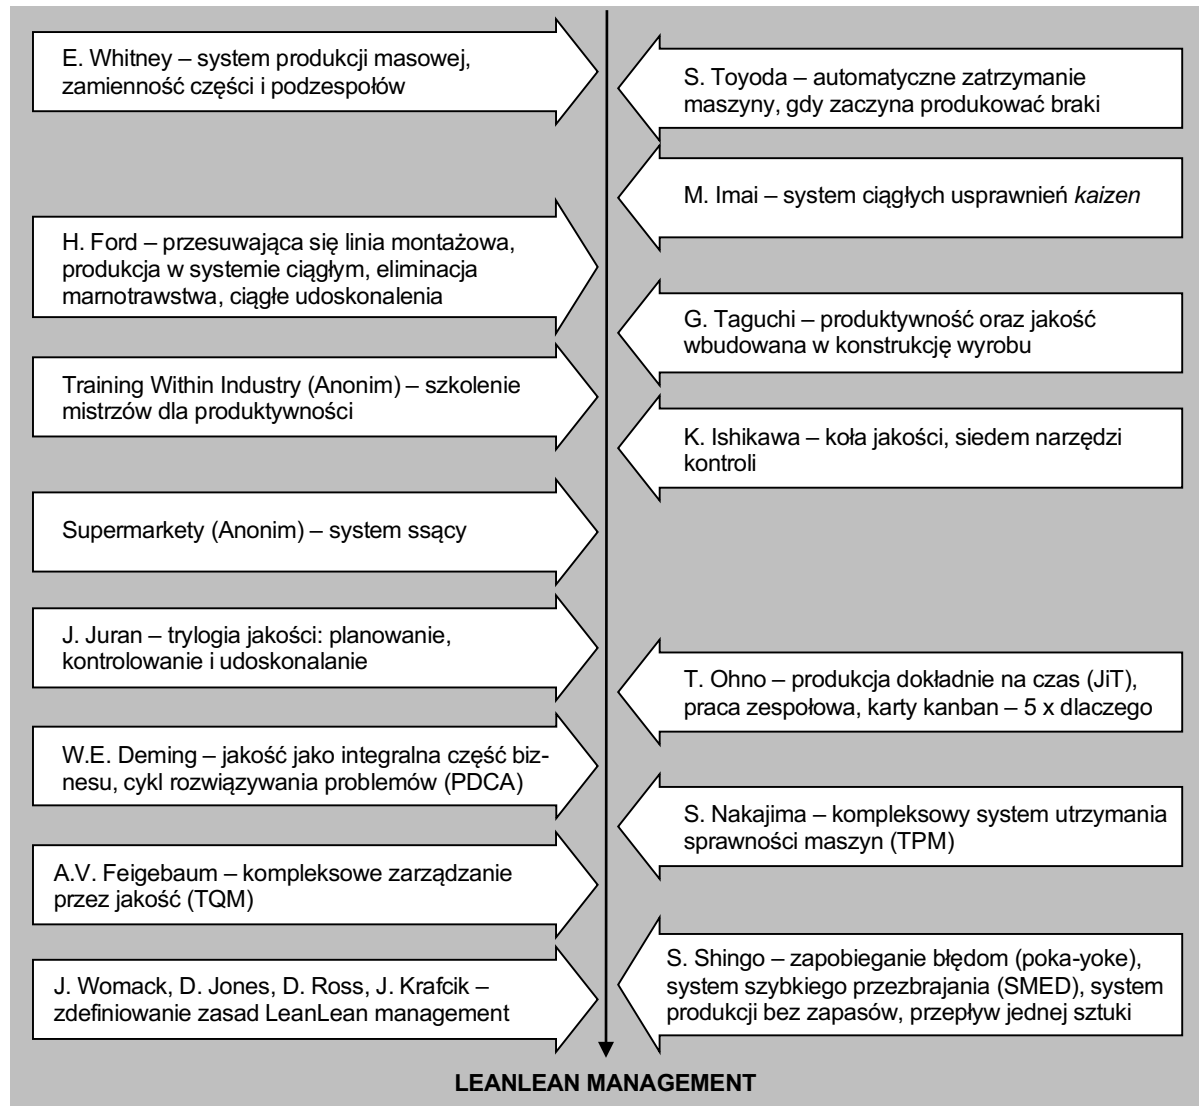 E. Whitney – system produkcji masowej,
zamienność części i podzespołów
H. Ford – przesuwająca się linia montażowa,
produkcja w systemie ciągłym, eliminacja
marnotrawstwa, ciągłe udoskonalenia
Training Within Industry (Anonim) – szkolenie
mistrzów dla produktywności
Supermarkety (Anonim) – system ssący
J. Juran – trylogia jakości: planowanie,
kontrolowanie i udoskonalanie
W.E. Deming – jakość jako integralna część biz-
nesu, cykl rozwiązywania problemów (PDCA)
A.V. Feigebaum – kompleksowe zarządzanie
przez jakość (TQM)
J. Womack, D. Jones, D. Ross, J. Krafcik –
zdefiniowanie zasad LeanLean management
S. Toyoda – automatyczne zatrzymanie
maszyny, gdy zaczyna produkować braki
M. Imai – system ciągłych usprawnień kaizen
G. Taguchi – produktywność oraz jakość
wbudowana w konstrukcję wyrobu
K. Ishikawa – koła jakości, siedem narzędzi
kontroli
T. Ohno – produkcja dokładnie na czas (JiT),
praca zespołowa, karty kanban – 5 x dlaczego
S. Nakajima – kompleksowy system utrzymania
sprawności maszyn (TPM)
S. Shingo – zapobieganie błędom (poka-yoke),
system szybkiego przezbrajania (SMED), system
produkcji bez zapasów, przepływ jednej sztuki
LEANLEAN MANAGEMENT